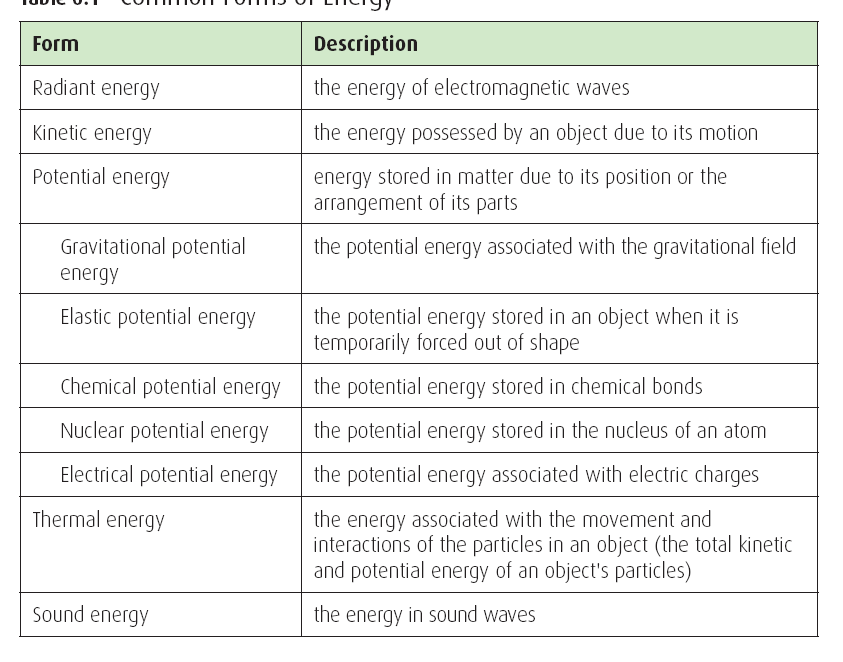 Table 6.1 Common Forms of Energy
Form
Description
Radiant energy
the energy of electromagnetic waves
Kinetic energy
the energy possessed by an object due to its motion
Potential energy
energy stored in matter due to its position or the
arrangement of its parts
Gravitational potential
energy
the potential energy associated with the gravitational field
Elastic potential energy
the potential energy stored in an object when it is
temporarily forced out of shape
Chemical potential energy
the potential energy stored in chemical bonds
Nuclear potential energy
the potential energy stored in the nucleus of an atom
Electrical potential energy
the potential energy associated with electric charges
Thermal energy
the energy associated with the movement and
interactions of the particles in an object (the total kinetic
and potential energy of an object's particles)
Sound energy
the energy in sound waves